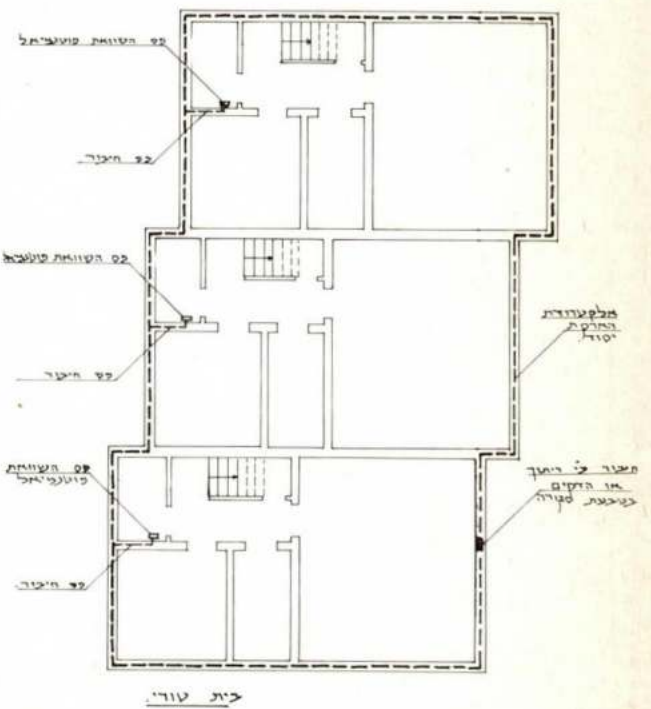 פס השוואת פוטנציאל
פס חיבור
פס השוואת פוטנציאל
פס חיבור
אלקטרודת
הארקת
יסוד.
פס השוואת
פוטנציאל
חיבור ע"י ריתוך
או הדקים
בטבעת סגורה
פס חיבור
בית טורי.